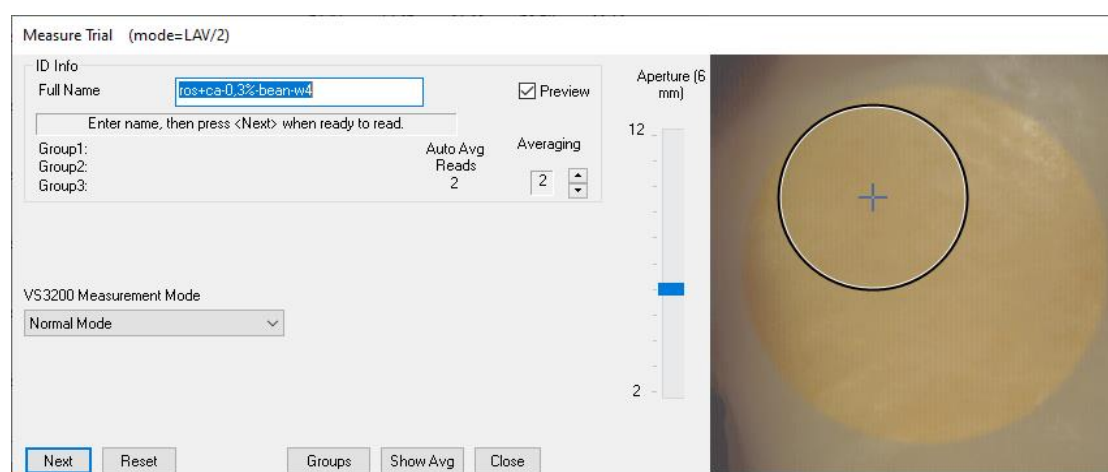 Measure Trial (mode=LAV/2)
ID Info
Full Name ros+ca-0,3%-bean-w4 Preview
Enter name, then press <Next> when ready to read.
Group1:
Group2:
Group3:
Auto Avg
Reads
2
Averaging
2
VS3200 Measurement Mode
Normal Mode
Next Reset Groups Show Avg Close
Aperture (6
mm)
12
2